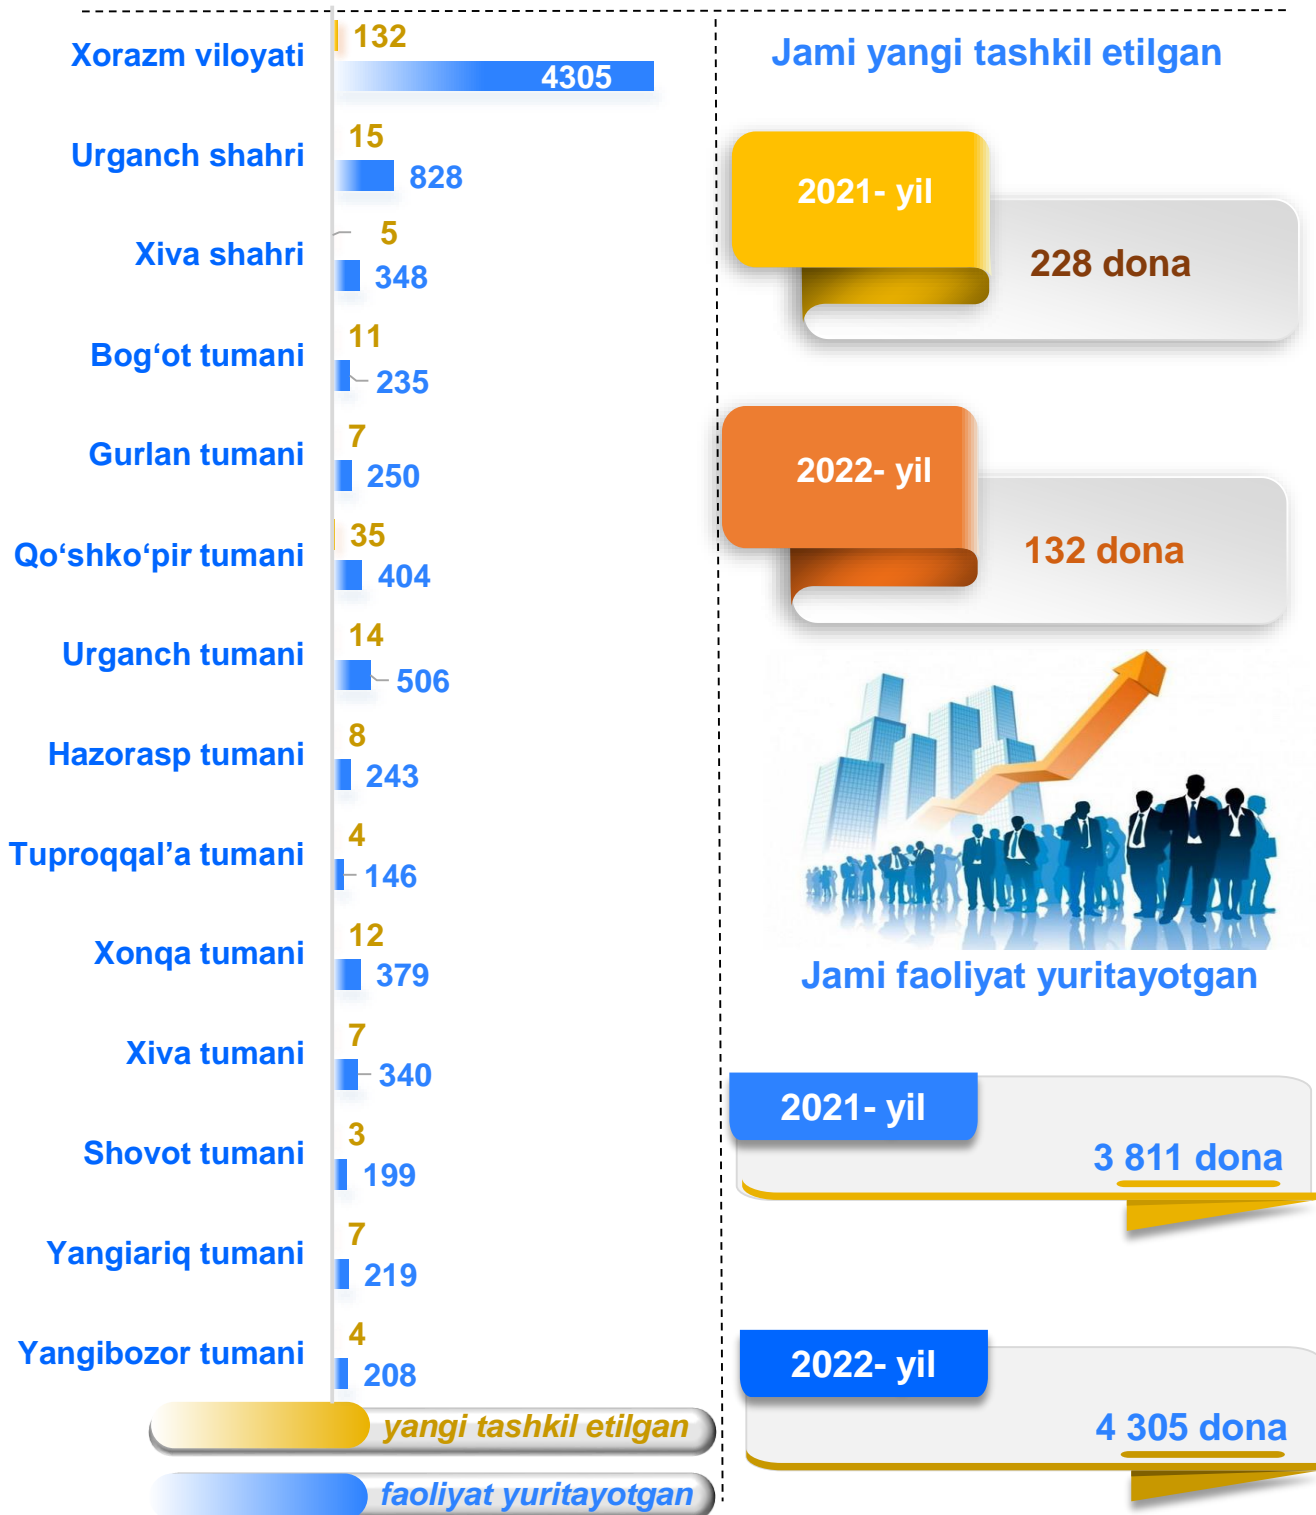 Xorazm viloyati
132
4305
Urganch shahri
15
828
Xiva shahri
5
348
Bog‘ot tumani
11
235
Gurlan tumani
7
250
Qo‘shko‘pir tumani
35
404
Urganch tumani
14
506
Hazorasp tumani
8
243
Tuproqqal’a tumani
4
146
Xonqa tumani
12
379
Xiva tumani
7
340
Shovot tumani
3
199
Yangiariq tumani
7
219
Yangibozor tumani
4
208
yangi tashkil etilgan
faoliyat yuritayotgan
Jami yangi tashkil etilgan
2021- yil
228 dona
2022- yil
132 dona
Jami faoliyat yuritayotgan
2021- yil
3 811 dona
2022- yil
4 305 dona